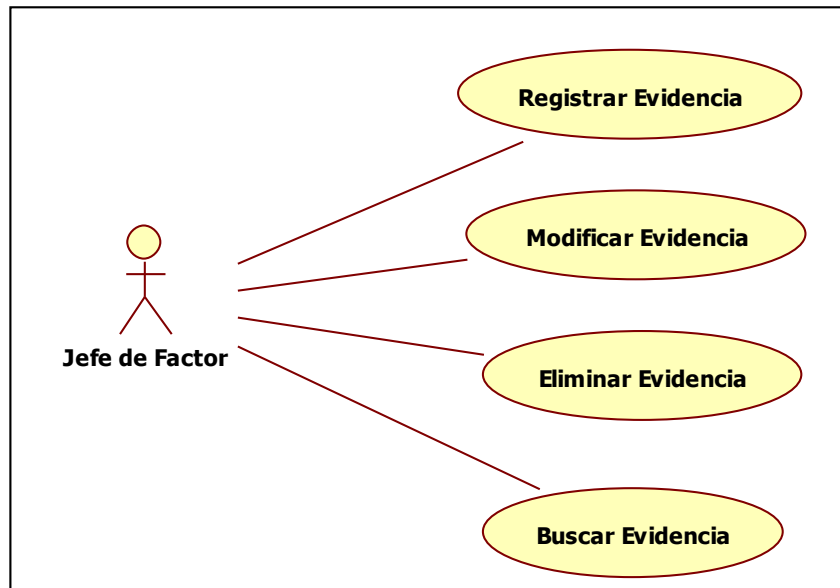 Registrar Evidencia
Modificar Evidencia
Jefe de Factor
Eliminar Evidencia
Buscar Evidencia